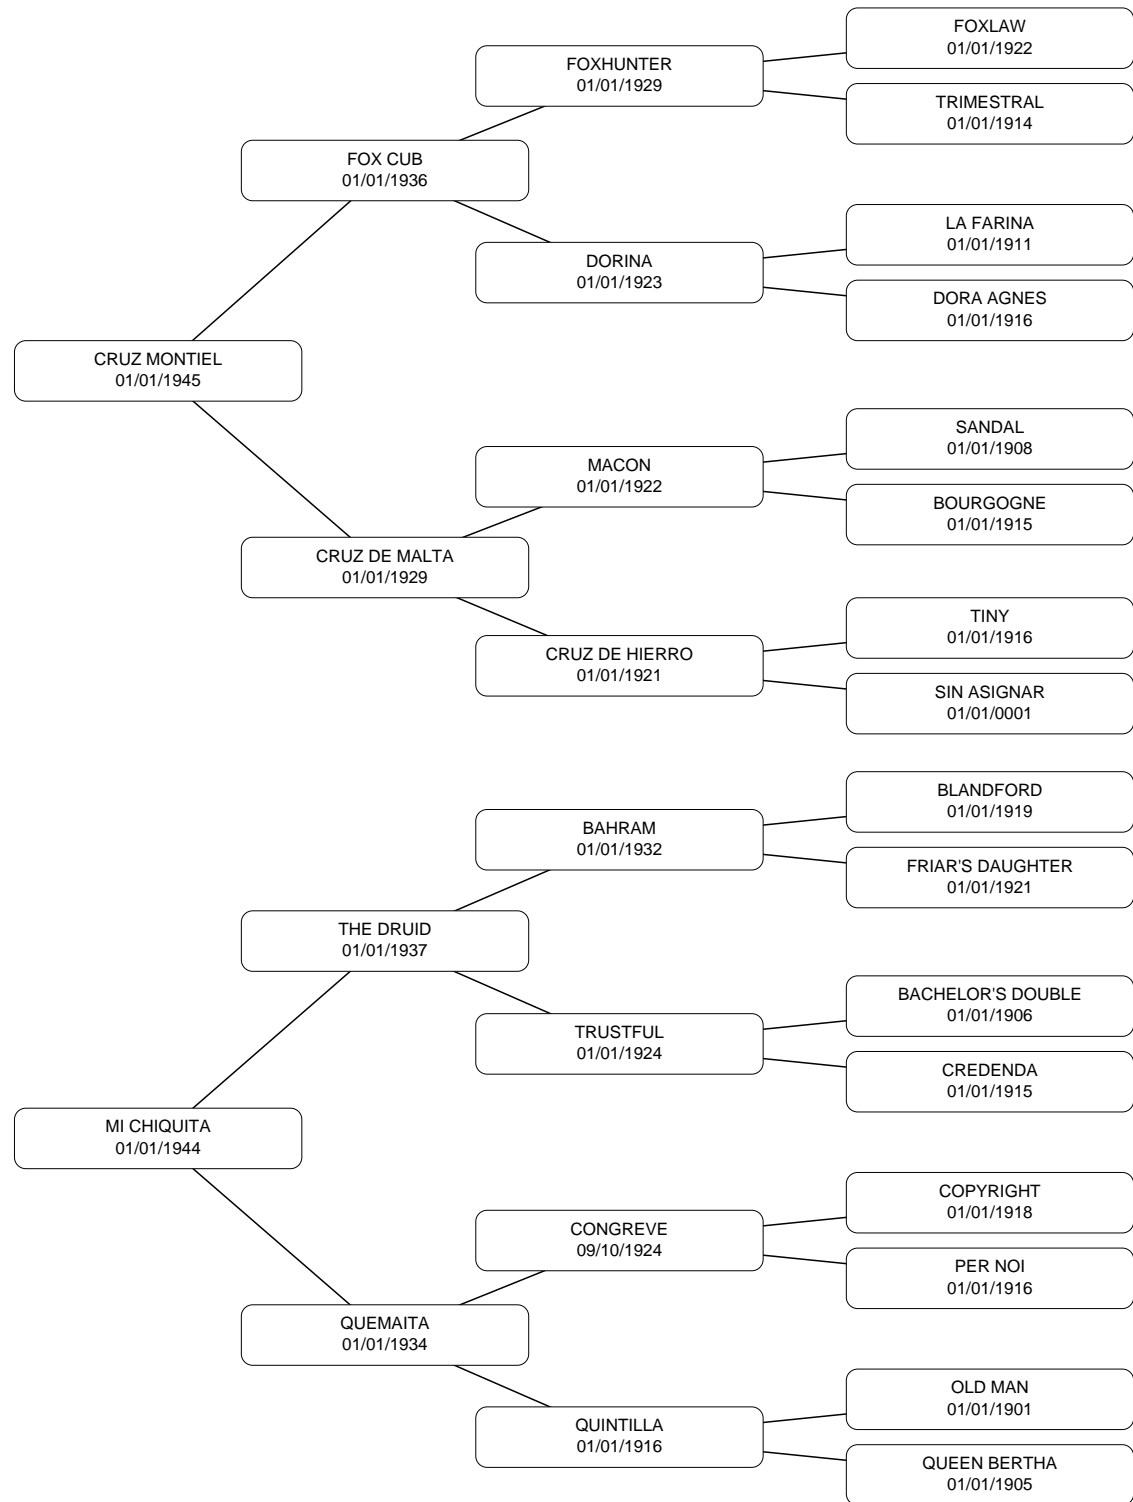 FOXLAW
01/01/1922
FOXHUNTER
01/01/1929
TRIMESTRAL
01/01/1914
FOX CUB
01/01/1936
LA FARINA
01/01/1911
DORINA
01/01/1923
DORA AGNES
01/01/1916
CRUZ MONTIEL
01/01/1945
SANDAL
01/01/1908
MACON
01/01/1922
BOURGOGNE
01/01/1915
CRUZ DE MALTA
01/01/1929
TINY
01/01/1916
CRUZ DE HIERRO
01/01/1921
SIN ASIGNAR
01/01/0001
BLANDFORD
01/01/1919
BAHRAM
01/01/1932
FRIAR'S DAUGHTER
01/01/1921
THE DRUID
01/01/1937
BACHELOR'S DOUBLE
01/01/1906
TRUSTFUL
01/01/1924
CREDENDA
01/01/1915
MI CHIQUITA
01/01/1944
COPYRIGHT
01/01/1918
CONGREVE
09/10/1924
PER NOI
01/01/1916
QUEMAITA
01/01/1934
OLD MAN
01/01/1901
QUINTILLA
01/01/1916
QUEEN BERTHA
01/01/1905